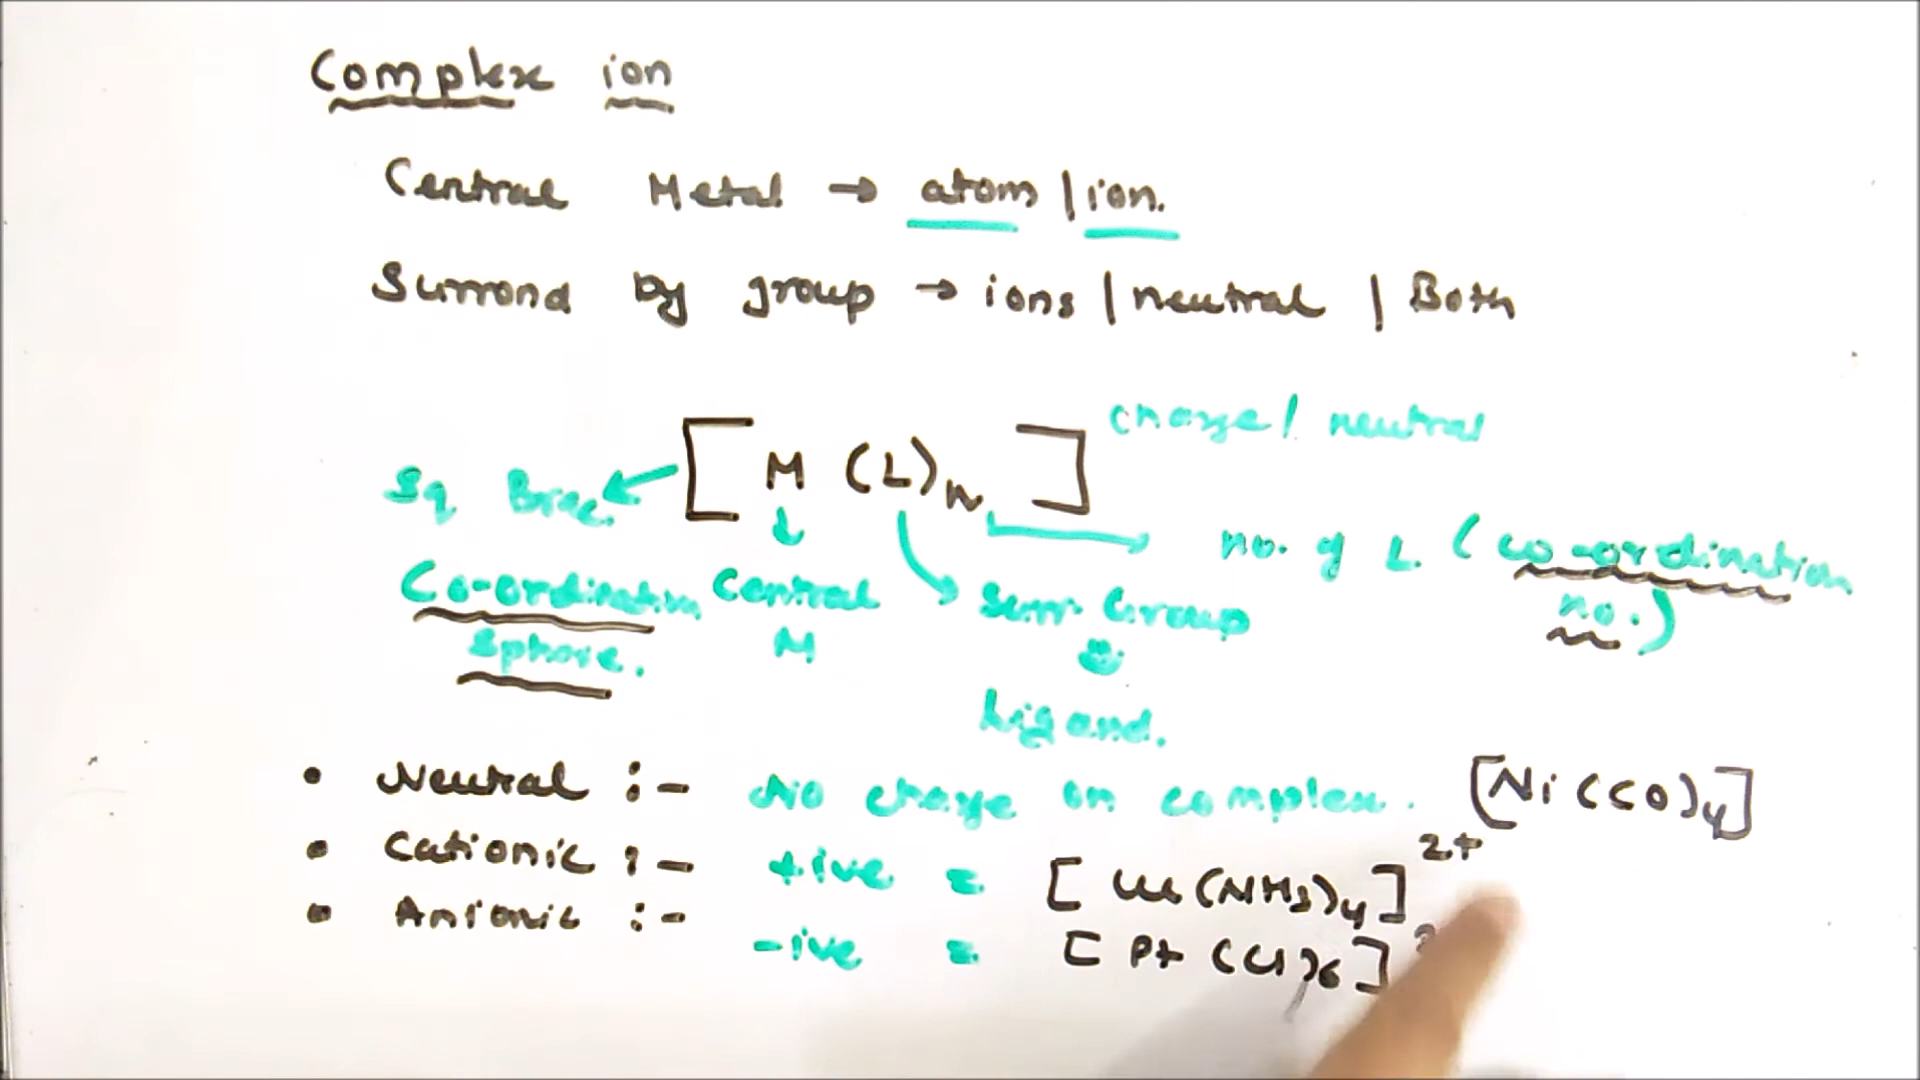 Complex ion
Central Metal → atom / ion.
Surrond by group → ions / neutral / Both
[ M (L)n ] charge / neutral
Sq Brac.
Co-ordination Sphere.
Central M
Surr. Group
Ligand.
no. of L (co-ordination no.)
• Neutral :- No charge on complex. [Ni(CO)4]
• Cationic :- +ive = [Cu(NH3)4]2+
• Anionic :- -ive = [Pt(Cl)6]